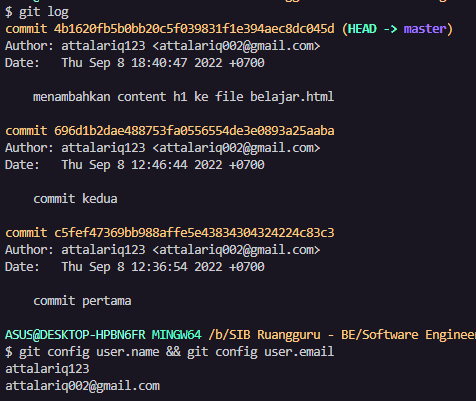 $ git log
commit 4b1620fb5b0bb20c5f039831f1e394aec8dc045d (HEAD -> master)
Author: attalariq123 <attalariq002@gmail.com>
Date:   Thu Sep 8 18:40:47 2022 +0700
menambahkan content h1 ke file belajar.html
commit 696d1b2dae488753fa0556554de3e0893a25aaba
Author: attalariq123 <attalariq002@gmail.com>
Date:   Thu Sep 8 12:46:44 2022 +0700
commit kedua
commit c5fef47369bb988affe5e43834304324224c83c3
Author: attalariq123 <attalariq002@gmail.com>
Date:   Thu Sep 8 12:36:54 2022 +0700
commit pertama
ASUS@DESKTOP-HPBN6FR MINGW64 /b/SIB Ruangguru - BE/Software Enginee
$ git config user.name && git config user.email
attalariq123
attalariq002@gmail.com